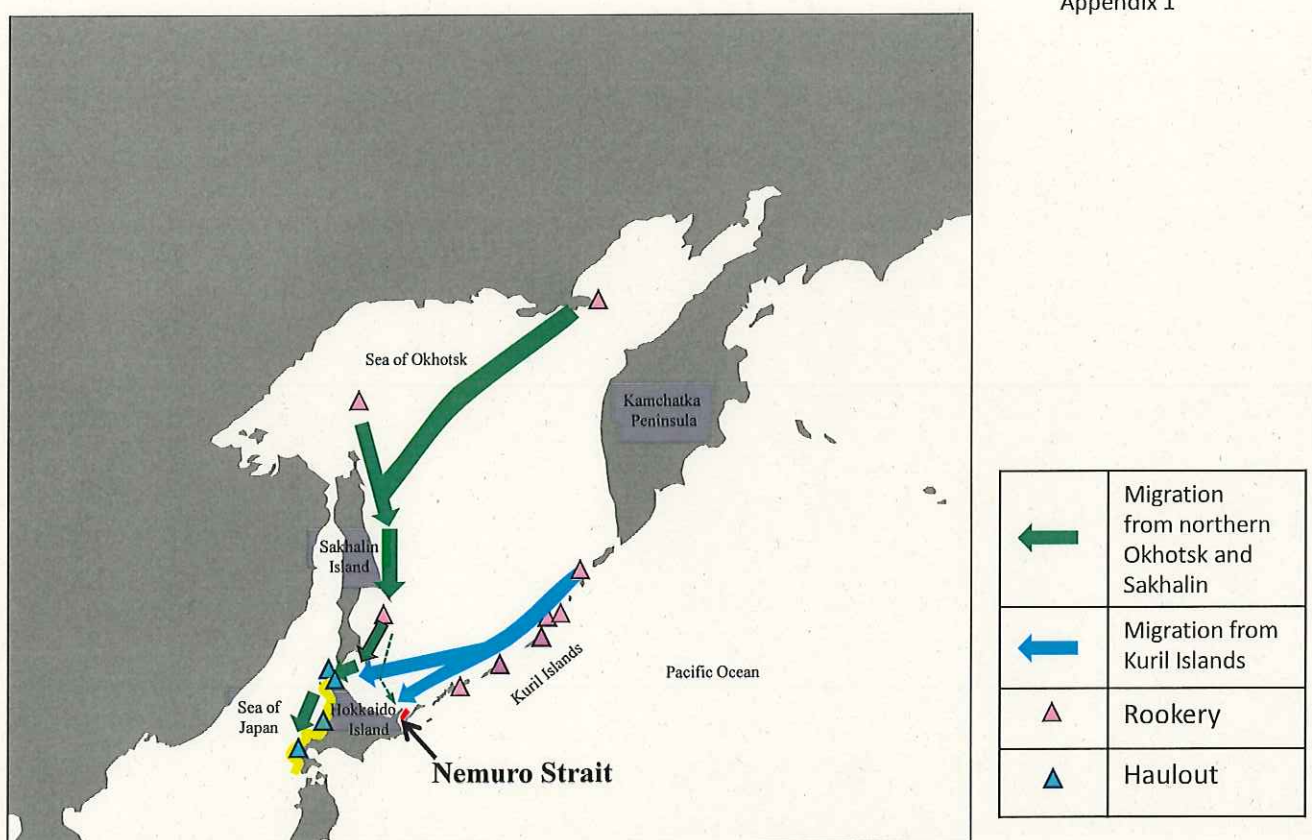 Appendix 1
Sea of Okhotsk
Kamchatka
Peninsula
Sakhalin
Island
Kuril Islands
Pacific Ocean
Sea of
Japan
Hokkaido
Island
Nemuro Strait
Migration
from northern
Okhotsk and
Sakhalin
Migration from
Kuril Islands
Rookery
Haulout